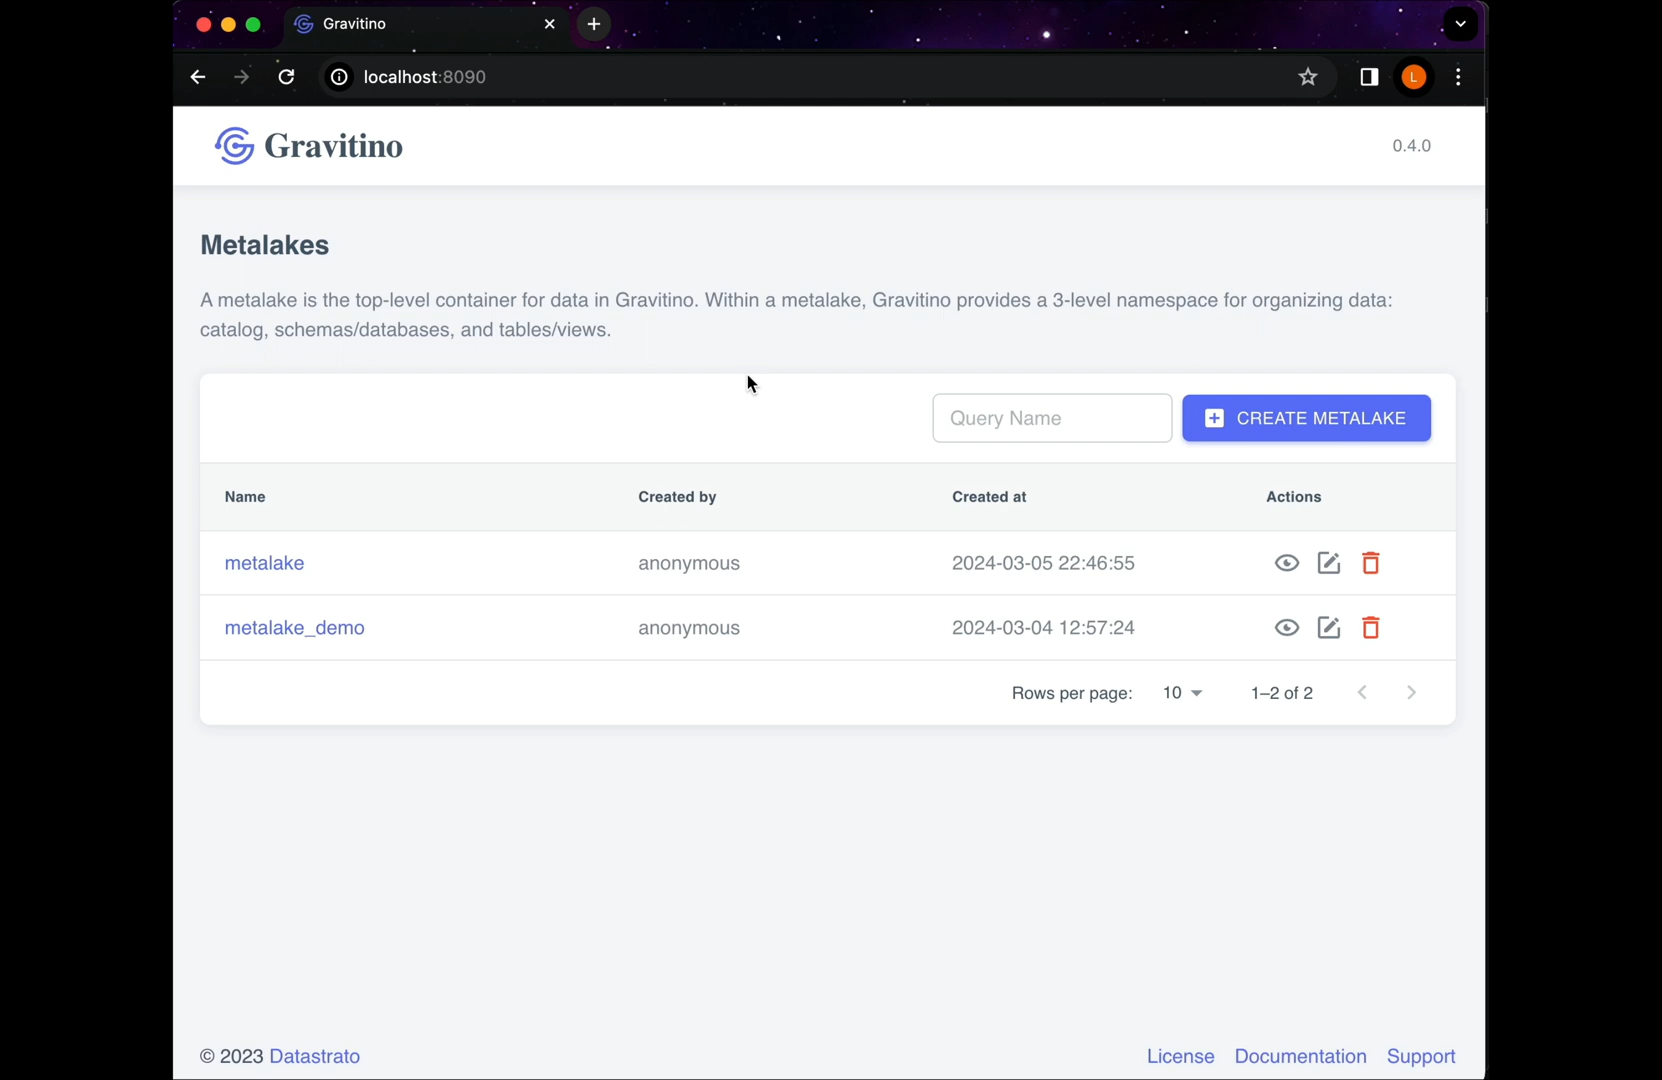 Gravitino
localhost:8090
L
Gravitino
0.4.0
Metalakes
A metalake is the top-level container for data in Gravitino. Within a metalake, Gravitino provides a 3-level namespace for organizing data:
catalog, schemas/databases, and tables/views.
Query Name
CREATE METALAKE
Name Created by Created at Actions
metalake anonymous 2024-03-05 22:46:55
metalake_demo anonymous 2024-03-04 12:57:24
Rows per page: 10 1–2 of 2
© 2023 Datastrato License Documentation Support